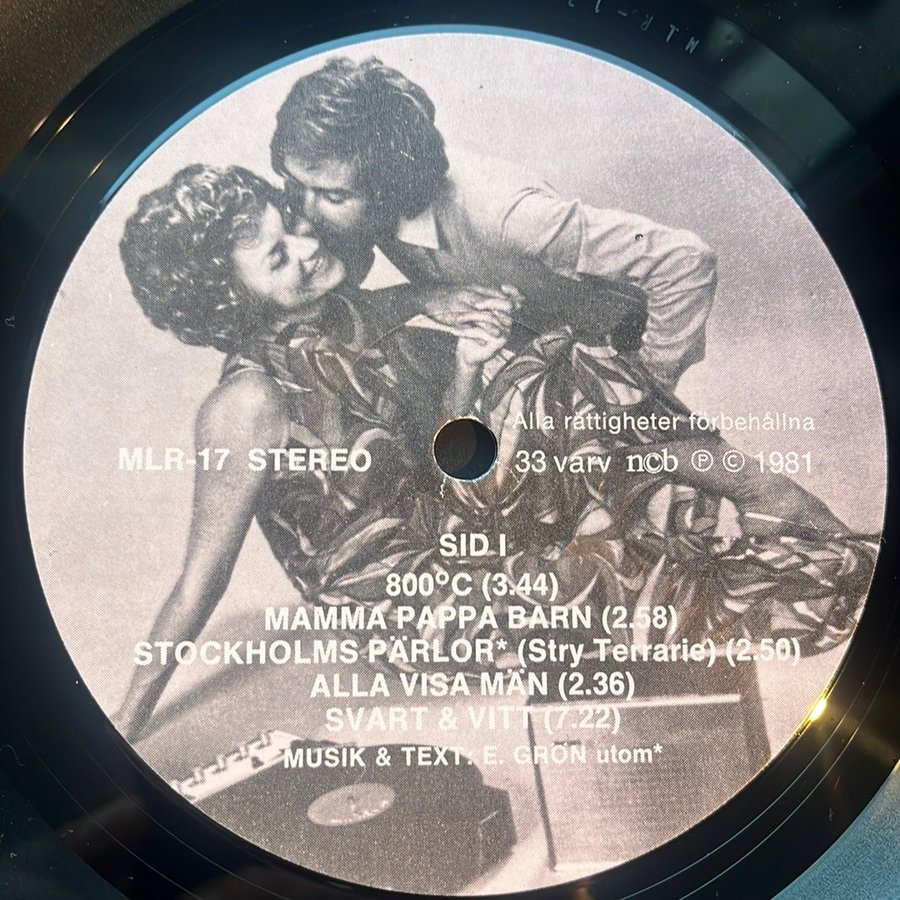 Alla rättigheter förbehållna
MLR-17 STEREO
33 varv ncb Ⓟ © 1981
SID I
800°C (3.44)
MAMMA PAPPA BARN (2.58)
STOCKHOLMS PÄRLOR* (Stry Terrarie) (2.50)
ALLA VISA MÄN (2.36)
SVART & VITT (7.22)
MUSIK & TEXT: E. GRÖN utom*